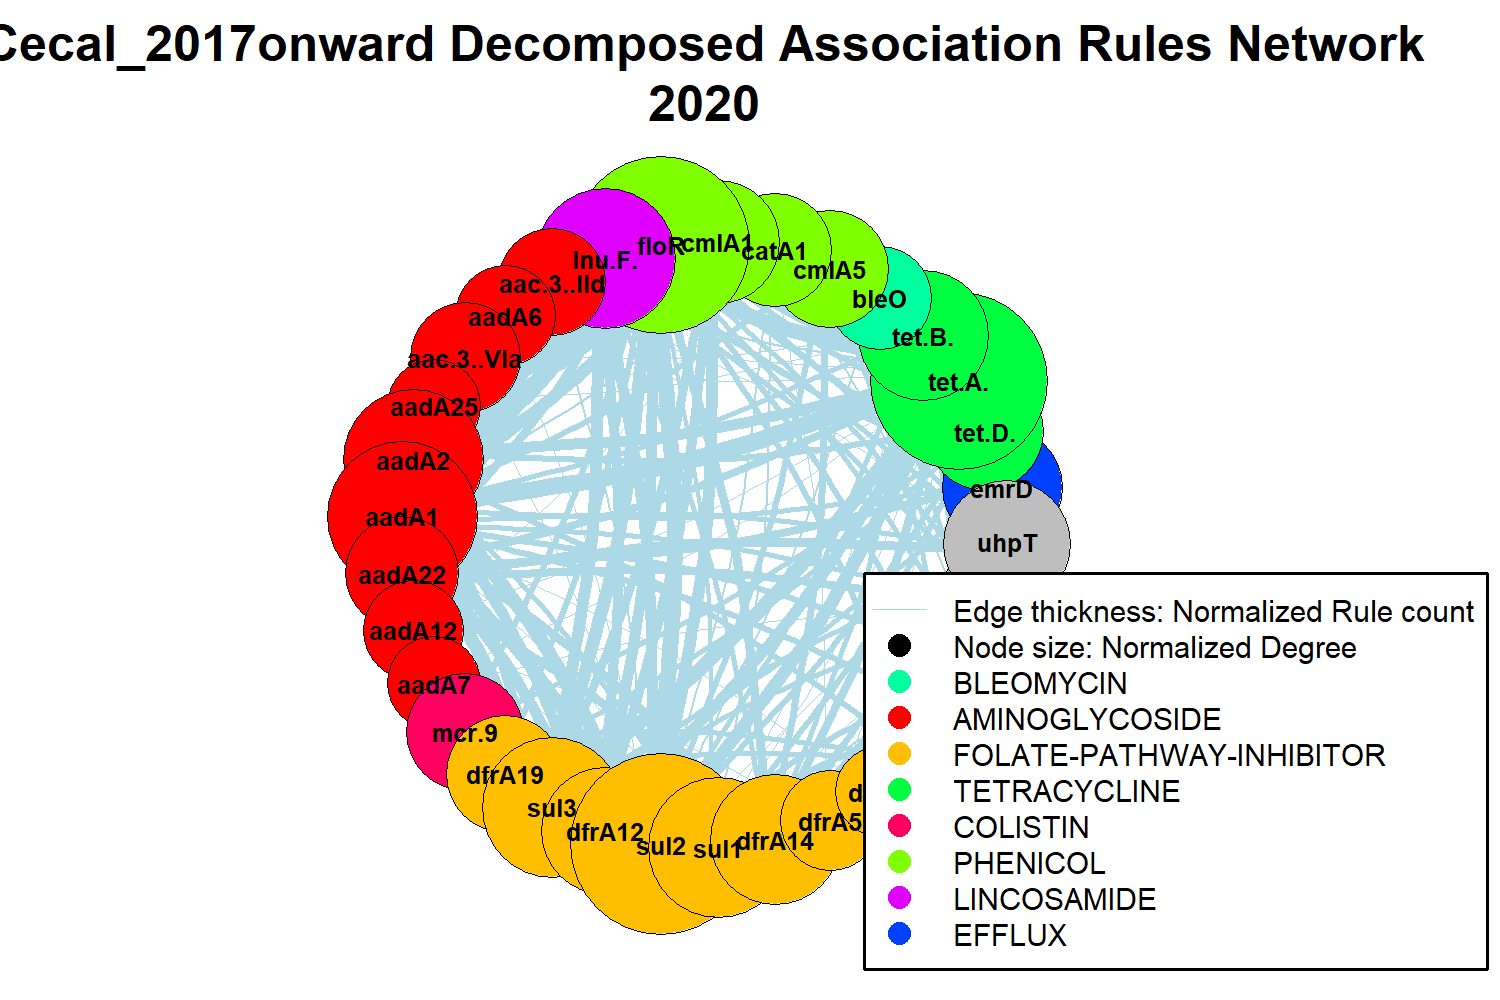 Cecal_2017onward Decomposed Association Rules Network
2020
floR
cmlA1
catA1
cmlA5
bleO
tet.B.
tet.A.
tet.D.
emrD
uhpT
lnu.F.
aac.3..IId
aadA6
aac.3..VIa
aadA25
aadA2
aadA1
aadA22
aadA12
aadA7
mcr.9
dfrA19
sul3
dfrA12
sul2
sul1
dfrA14
dfrA5
d
Edge thickness: Normalized Rule count
Node size: Normalized Degree
BLEOMYCIN
AMINOGLYCOSIDE
FOLATE-PATHWAY-INHIBITOR
TETRACYCLINE
COLISTIN
PHENICOL
LINCOSAMIDE
EFFLUX